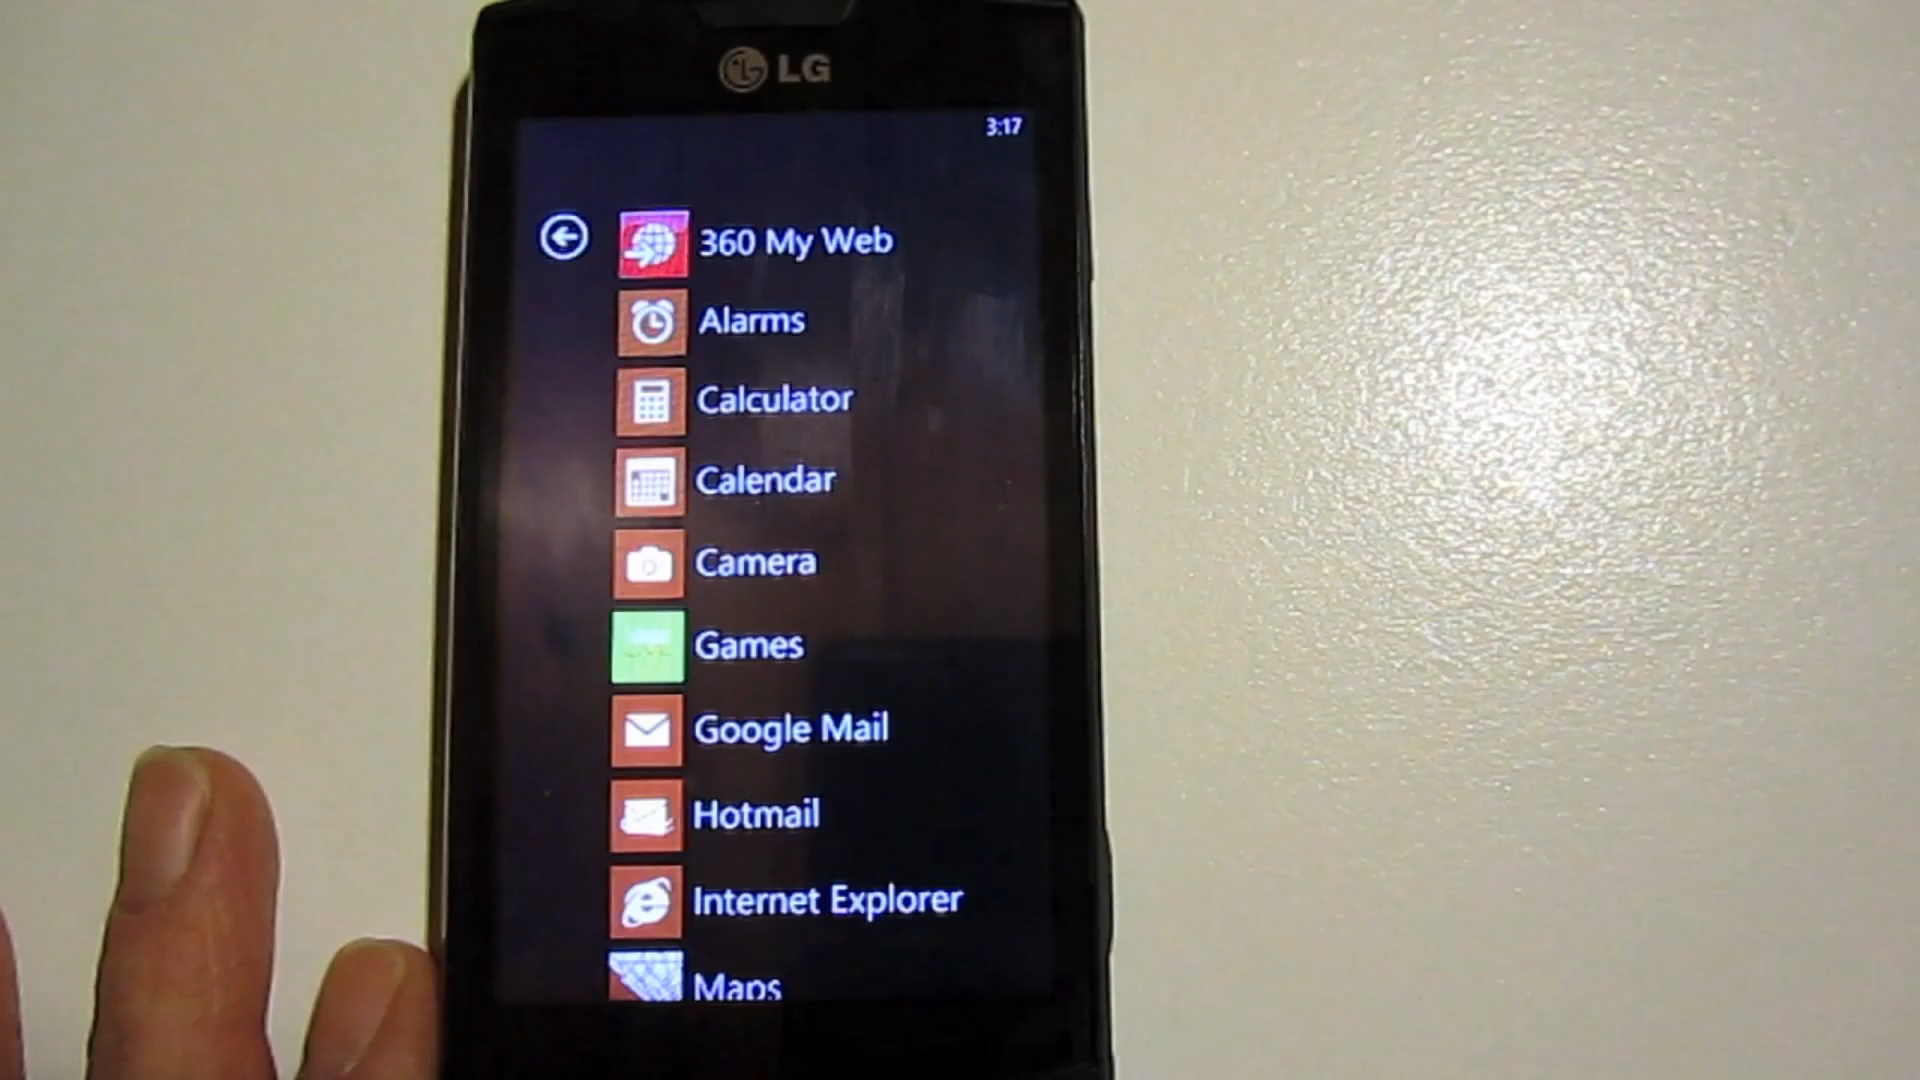 LG
3:17
360 My Web
Alarms
Calculator
Calendar
Camera
Games
Google Mail
Hotmail
Internet Explorer
Maps